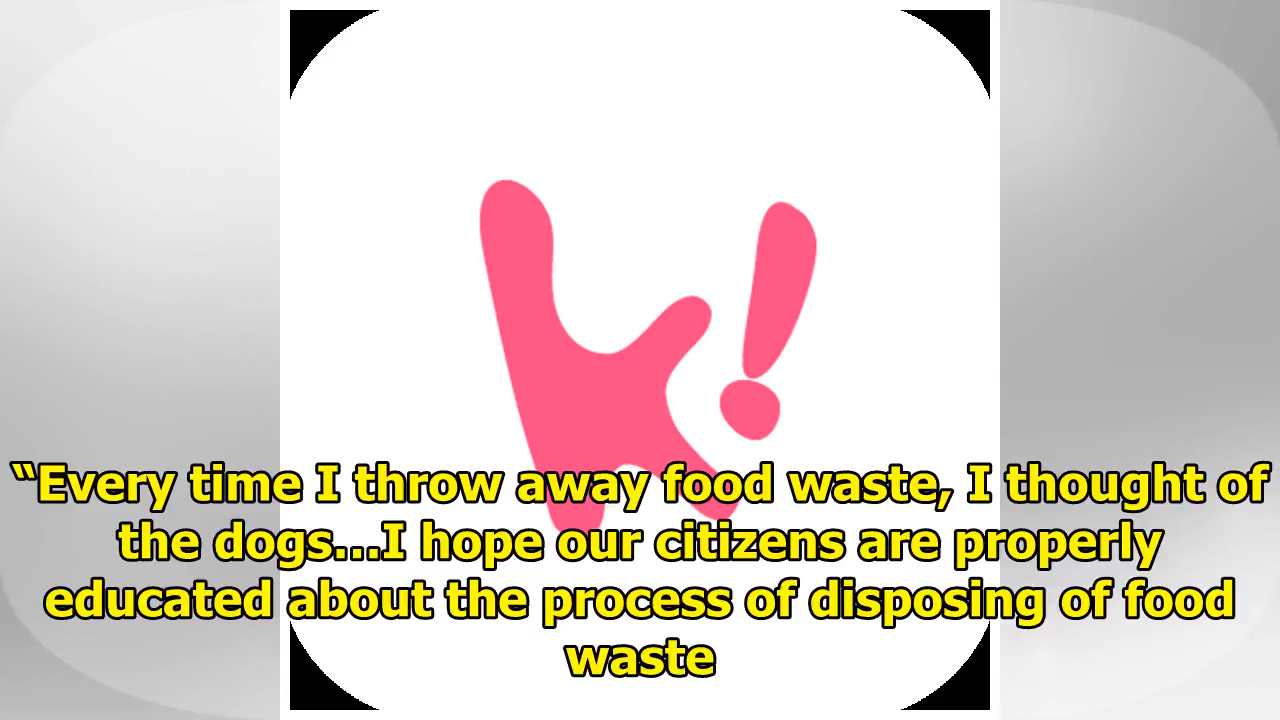 k!
“Every time I throw away food waste, I thought of
the dogs...I hope our citizens are properly
educated about the process of disposing of food
waste